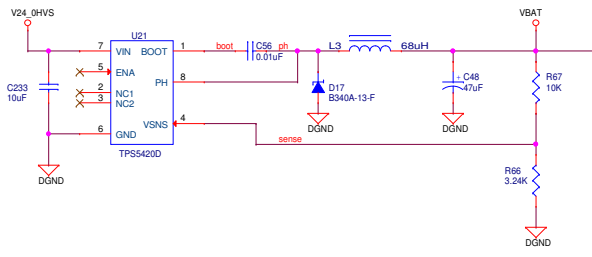 V24_0HVS
VBAT
U21
7
VIN
BOOT
1
boot
C56
ph
0.01uF
L3
68uH
5
ENA
2
NC1
3
NC2
PH
8
C233
10uF
D17
B340A-13-F
+
C48
47uF
R67
10K
VSNS
4
6
GND
sense
TPS5420D
DGND
DGND
DGND
R66
3.24K
DGND